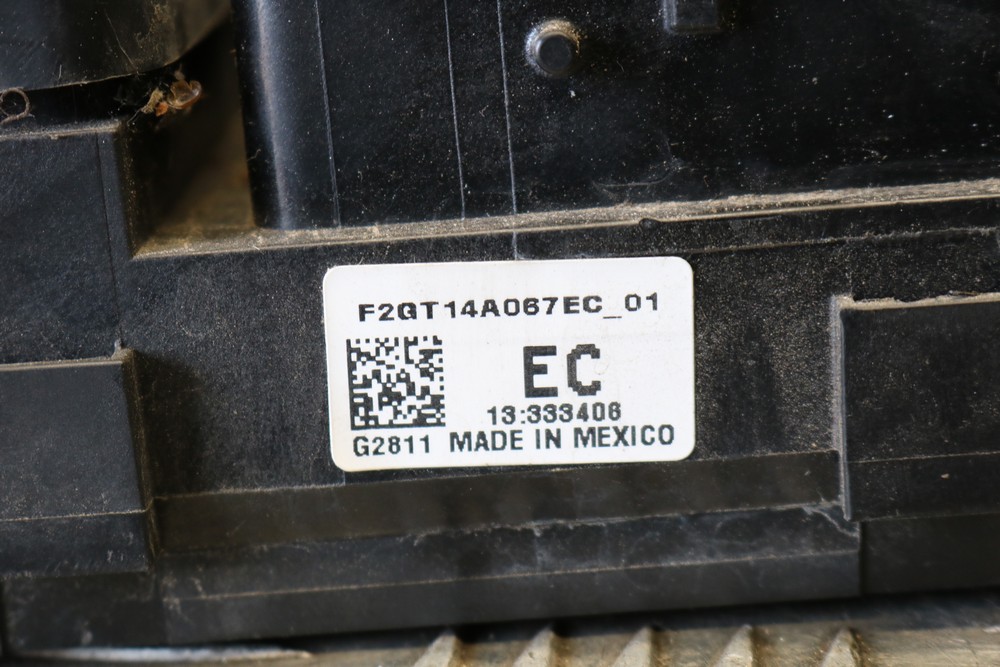 F2GT14A067EC_01
EC
13:333406
G2811 MADE IN MEXICO